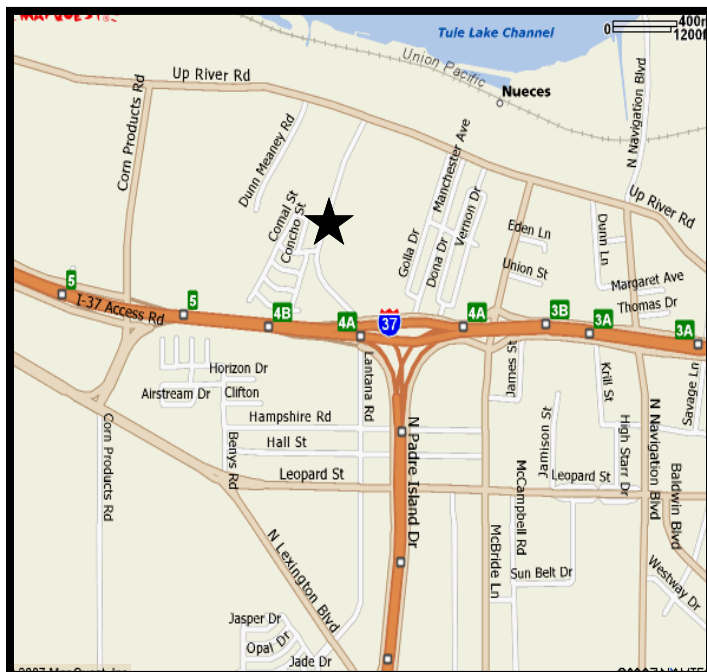 MAPQUEST
400m
0
1200ft
Tule Lake Channel
Union Pacific
Nueces
Up River Rd
Corn Products Rd
Dunn Meaney Rd
N Navigation Blvd
Manchester Ave
Up River Rd
Comal St
Concho St
Golla Dr
Dona Dr
Vernon Dr
Eden Ln
Dunn Ln
Union St
Margaret Ave
Thomas Dr
5
I-37 Access Rd
5
4B
4A
37
4A
3B
3A
3A
Horizon Dr
Airstream Dr
Clifton
Lantana Rd
James St
Krill St
Savage Ln
Hampshire Rd
Hall St
Leopard St
Benys Rd
Corn Products Rd
N Padre Island Dr
Jannison St
High Starr Dr
N Navigation Blvd
Leopard St
Baldwin Blvd
McCampbell Rd
McBride Ln
N Lexington Blvd
Sun Belt Dr
Westway Dr
Jasper Dr
Opal Dr
Jade Dr